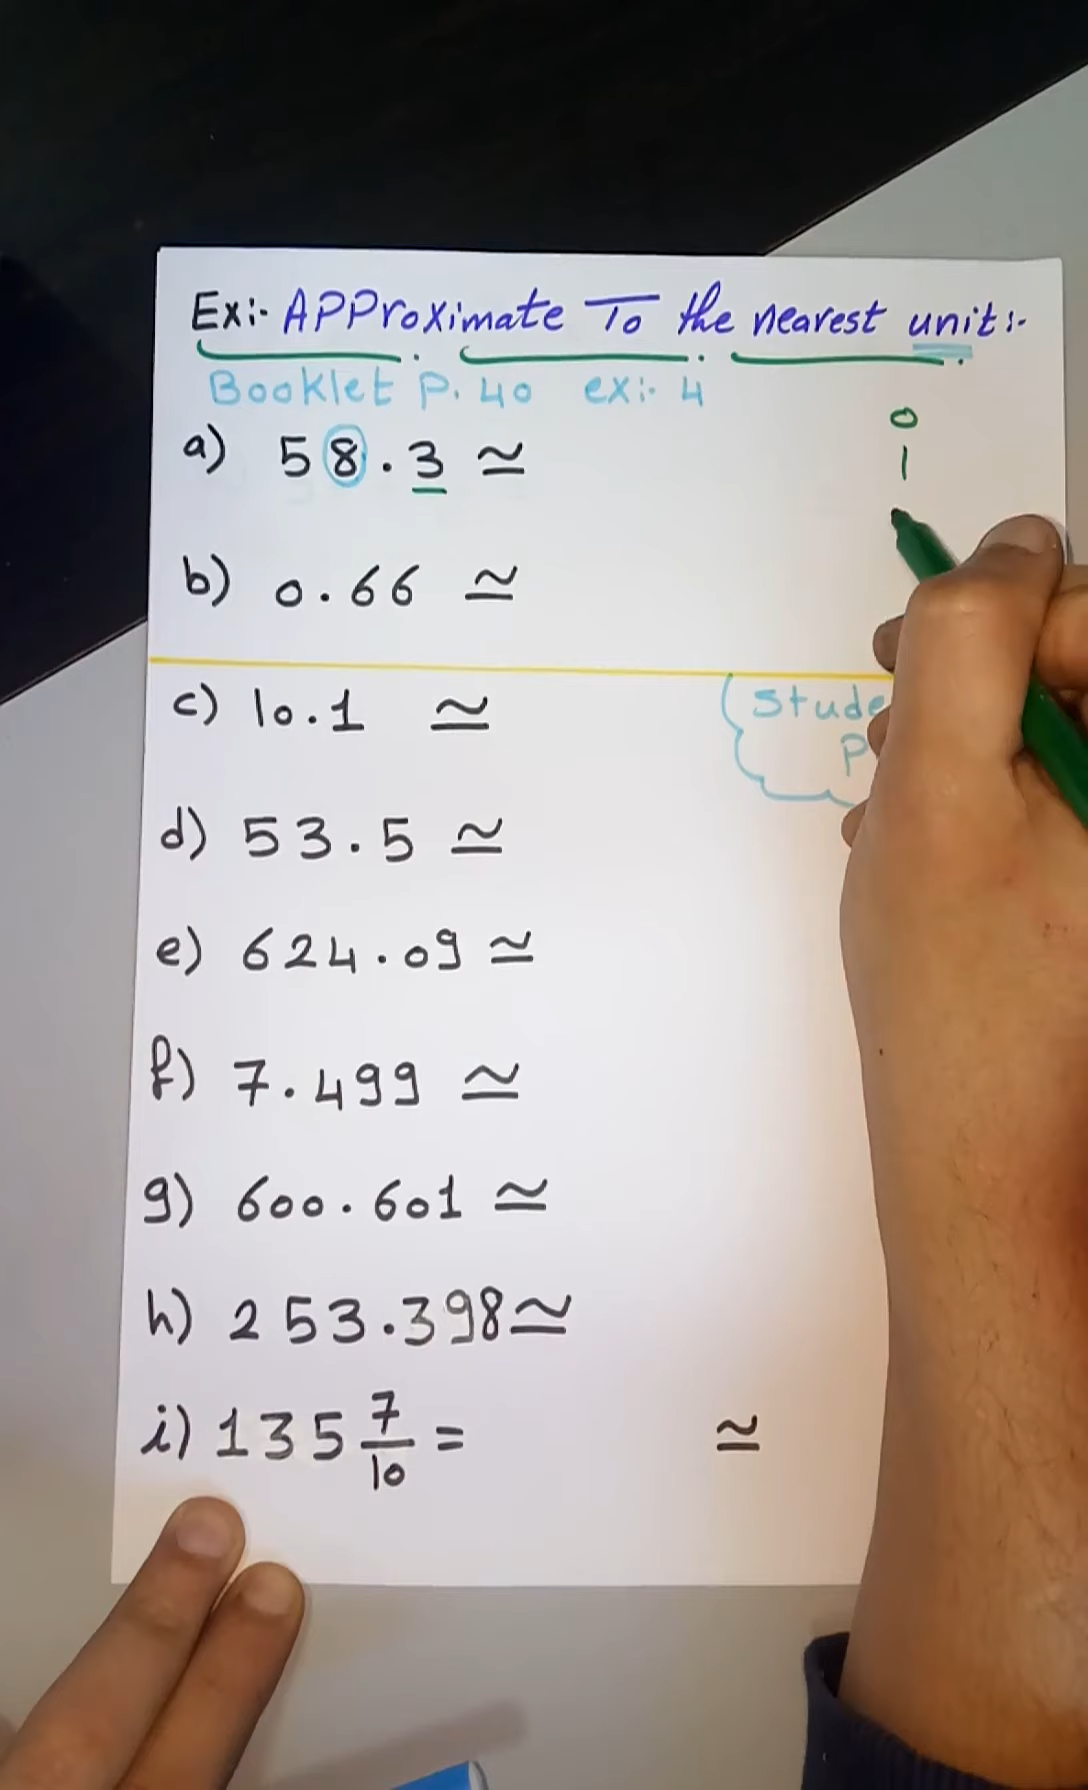 Ex:- APProximate To the nearest unit:-
Booklet P. 40 ex:- 4
a) 58.3 ≃
0
1
b) 0.66 ≃
c) 10.1 ≃
d) 53.5 ≃
e) 624.09 ≃
f) 7.499 ≃
g) 600.601 ≃
h) 253.398 ≃
i) 135 7/10 = ≃